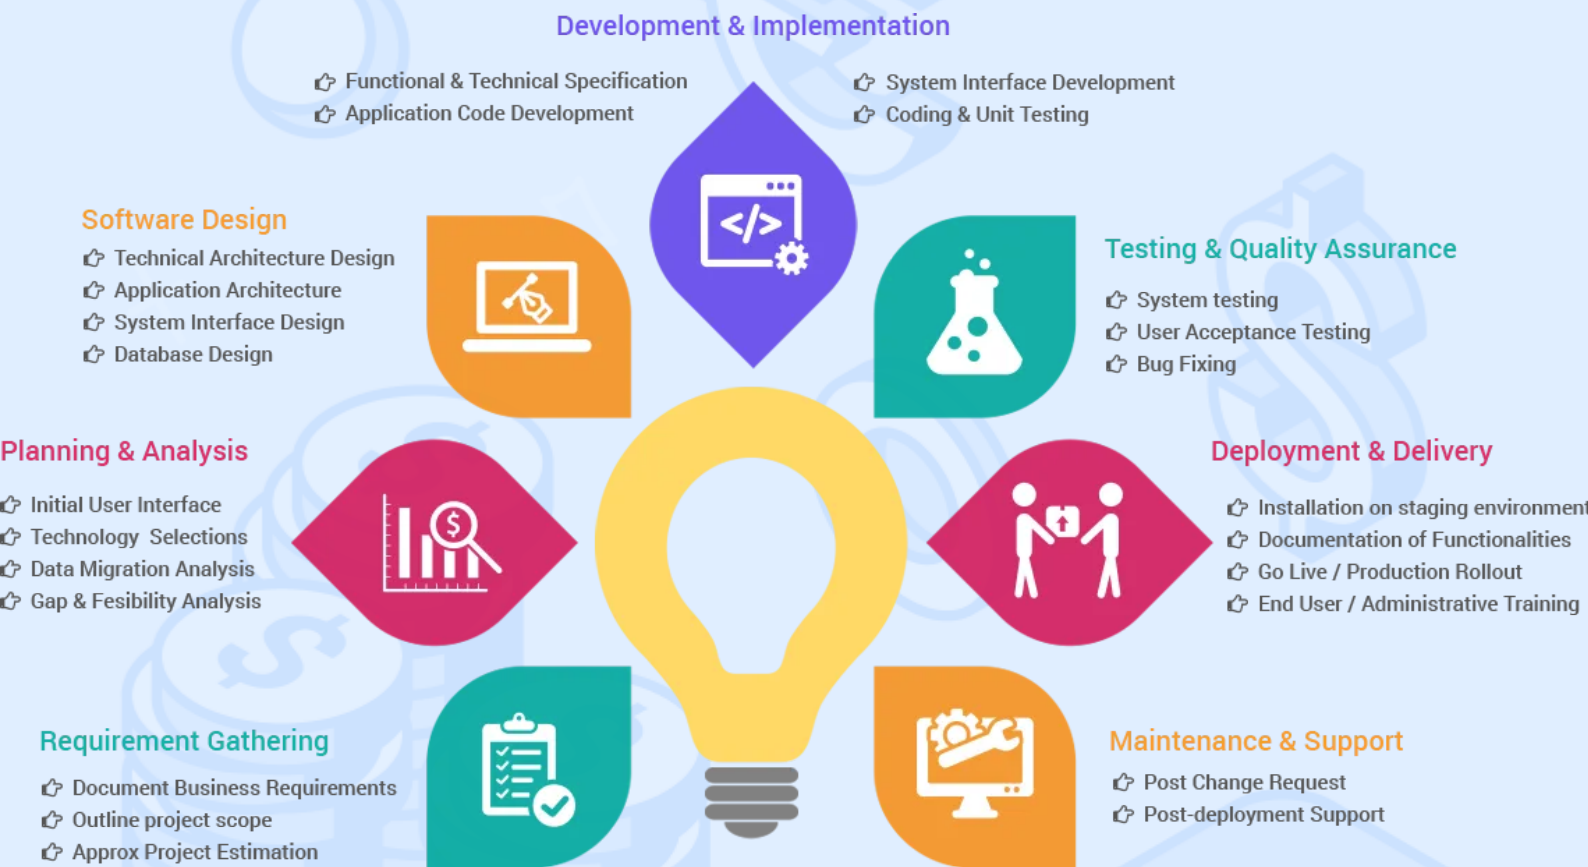 Development & Implementation
Functional & Technical Specification
Application Code Development
System Interface Development
Coding & Unit Testing
</>
Software Design
Technical Architecture Design
Application Architecture
System Interface Design
Database Design
Testing & Quality Assurance
System testing
User Acceptance Testing
Bug Fixing
Planning & Analysis
Initial User Interface
Technology Selections
Data Migration Analysis
Gap & Fesibility Analysis
$
Deployment & Delivery
Installation on staging environment
Documentation of Functionalities
Go Live / Production Rollout
End User / Administrative Training
Requirement Gathering
Document Business Requirements
Outline project scope
Approx Project Estimation
Maintenance & Support
Post Change Request
Post-deployment Support